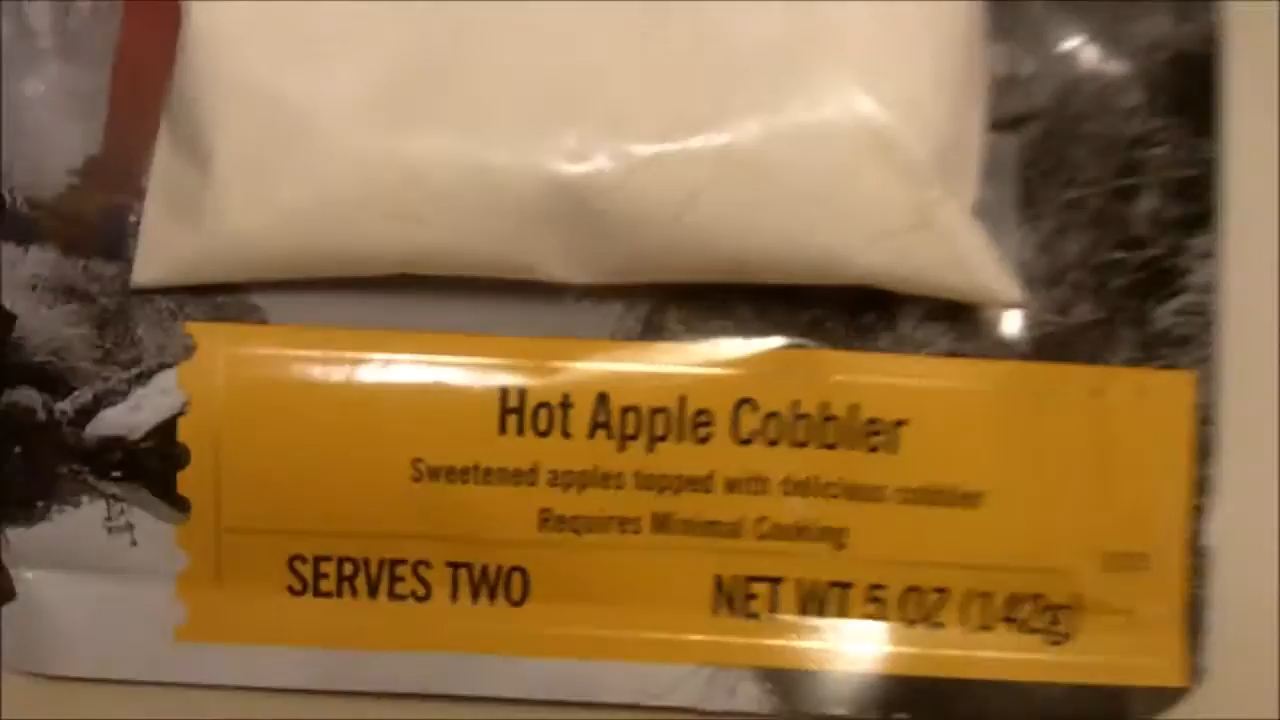 Hot Apple Cobbler
Sweetened apples topped with delicious cobbler
Requires Minimal Cooking
SERVES TWO
NET WT 5 OZ (142g)